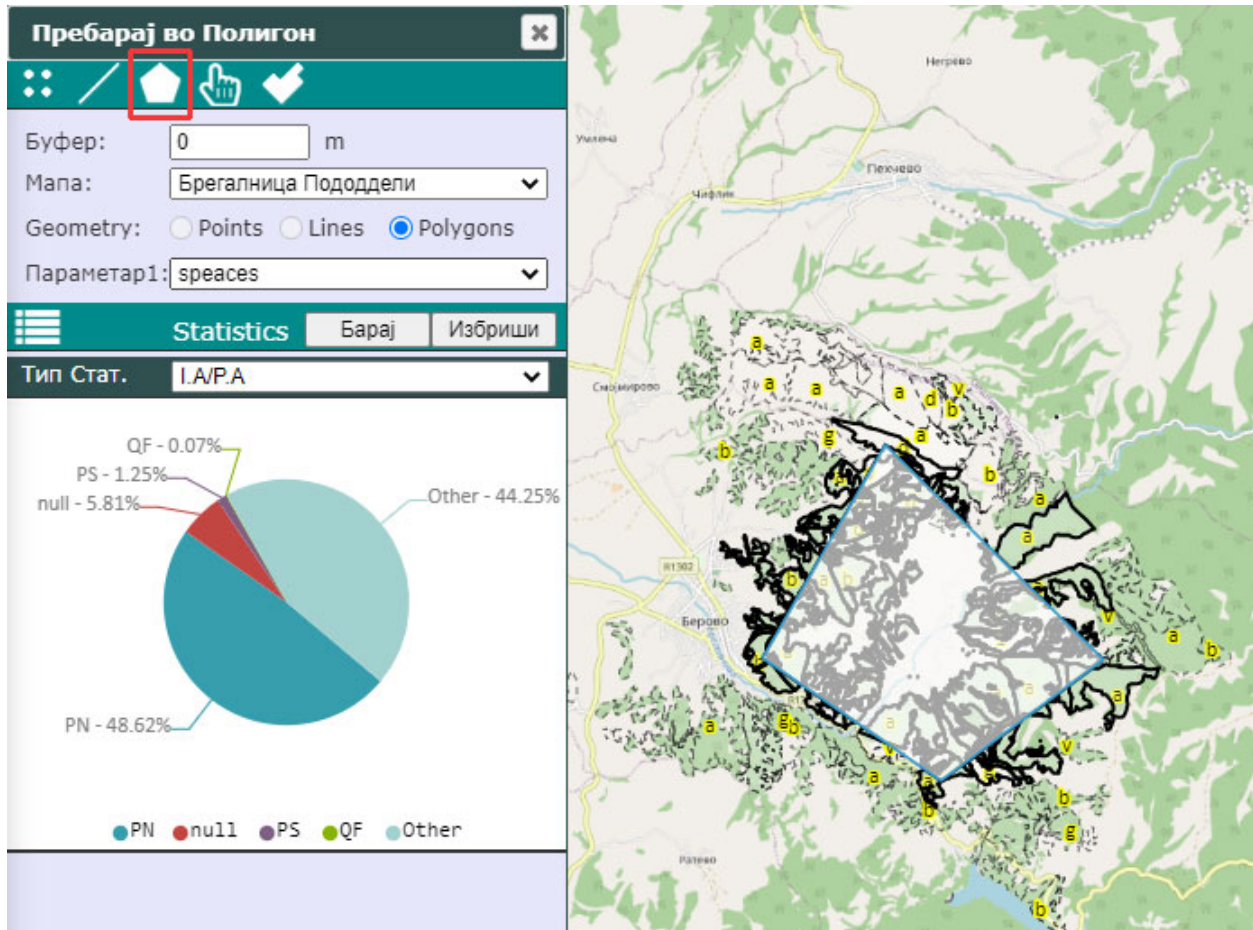 Пребарај во Полигон
Буфер: 0 m
Мапа: Брегалница Пододдели
Geometry: Points Lines Polygons
Параметар1: speaces
Statistics Барај Избриши
Тип Стат. I.A/P.A
QF - 0.07%
PS - 1.25%
null - 5.81%
Other - 44.25%
PN - 48.62%
PN null PS QF Other
Негрево
Умлена
Пехчево
Чифлик
a
a a a d v
b
Смојмирово
g a
b b
a
a
R1302
b a b
v
Берово
a
b
a a
a g b a
v v
a a
b b
g
Ратево
b